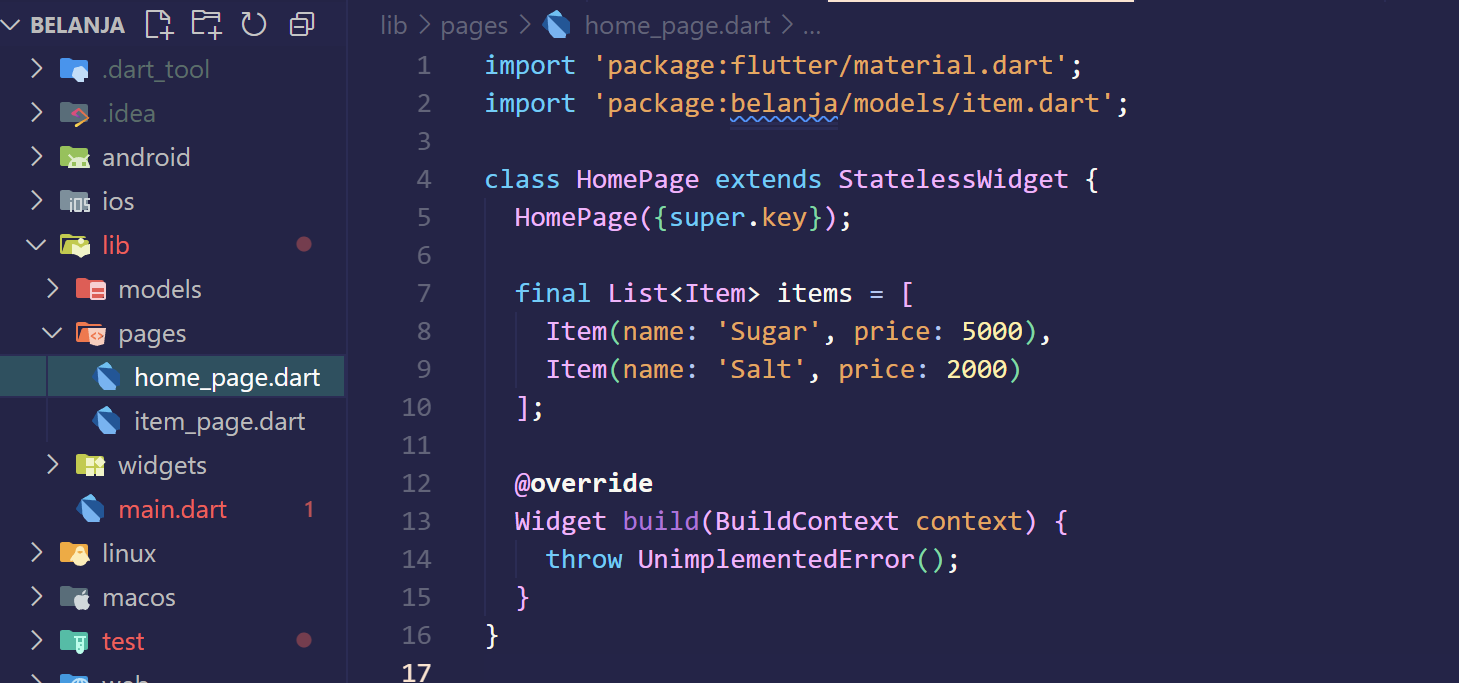 BELANJA
.dart_tool
.idea
android
ios
lib
models
pages
home_page.dart
item_page.dart
widgets
main.dart 1
linux
macos
test
web
lib > pages > home_page.dart > ...
1 import 'package:flutter/material.dart';
2 import 'package:belanja/models/item.dart';
3
4 class HomePage extends StatelessWidget {
5 HomePage({super.key});
6
7 final List<Item> items = [
8 Item(name: 'Sugar', price: 5000),
9 Item(name: 'Salt', price: 2000)
10 ];
11
12 @override
13 Widget build(BuildContext context) {
14 throw UnimplementedError();
15 }
16 }
17